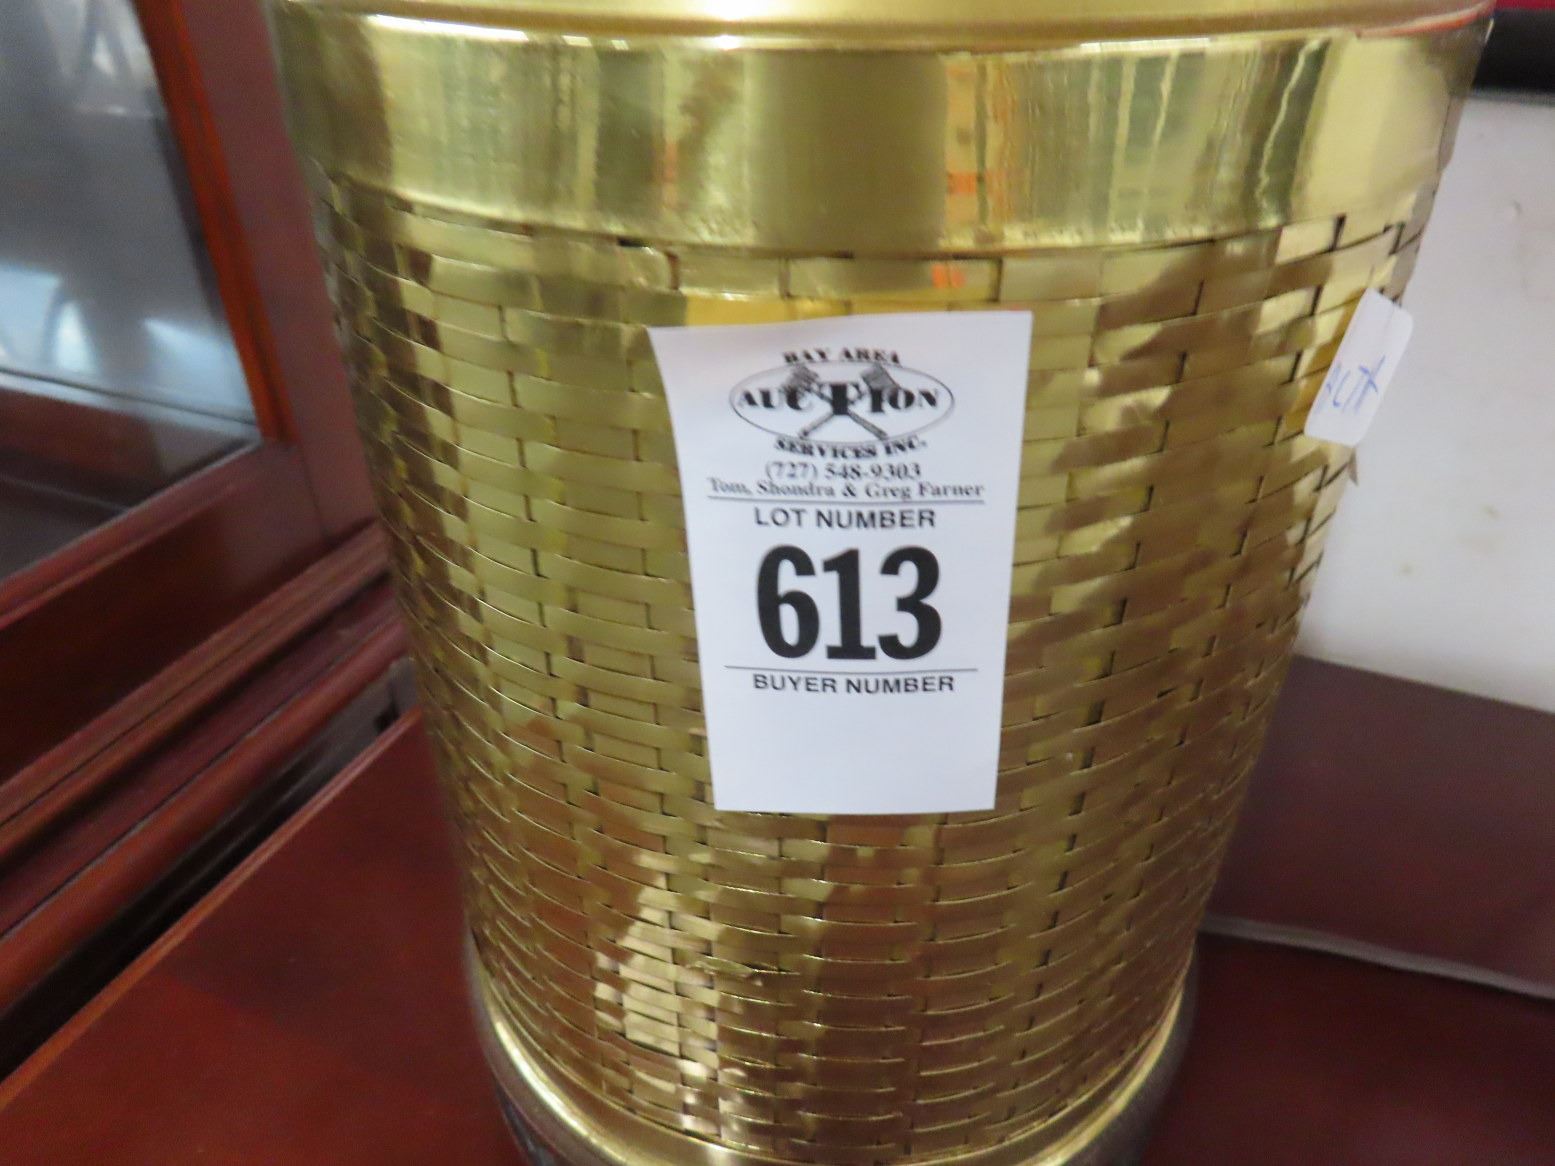 BAY AREA
AUCTION
SERVICES INC.
(727) 548-9303
Tom, Shondra & Greg Farner
LOT NUMBER
613
BUYER NUMBER